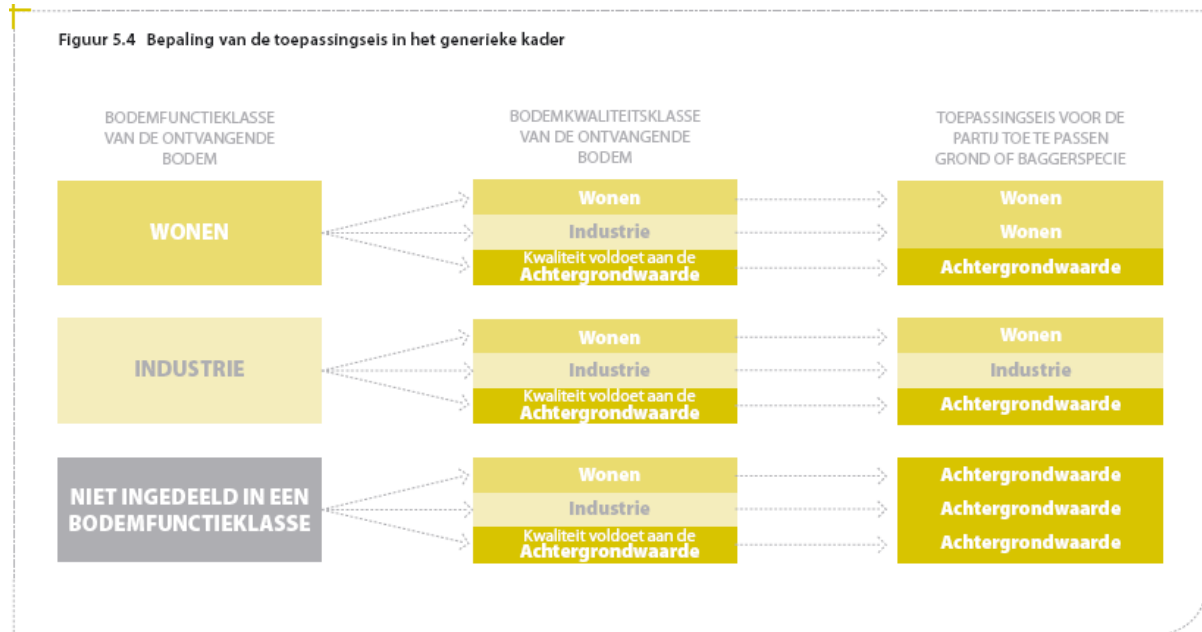 Figuur 5.4 Bepaling van de toepassingseis in het generieke kader
BODEMFUNCTIEKLASSE
VAN DE ONTVANGENDE
BODEM
BODEMKWALITEITSKLASSE
VAN DE ONTVANGENDE
BODEM
TOEPASSINGSEIS VOOR DE
PARTIJ TOE TE PASSEN
GROND OF BAGGERSPECIE
WONEN
Wonen
Industrie
Kwaliteit voldoet aan de
Achtergrondwaarde
Wonen
Wonen
Achtergrondwaarde
INDUSTRIE
Wonen
Industrie
Kwaliteit voldoet aan de
Achtergrondwaarde
Wonen
Industrie
Achtergrondwaarde
NIET INGEDEELD IN EEN
BODEMFUNCTIEKLASSE
Wonen
Industrie
Kwaliteit voldoet aan de
Achtergrondwaarde
Achtergrondwaarde
Achtergrondwaarde
Achtergrondwaarde